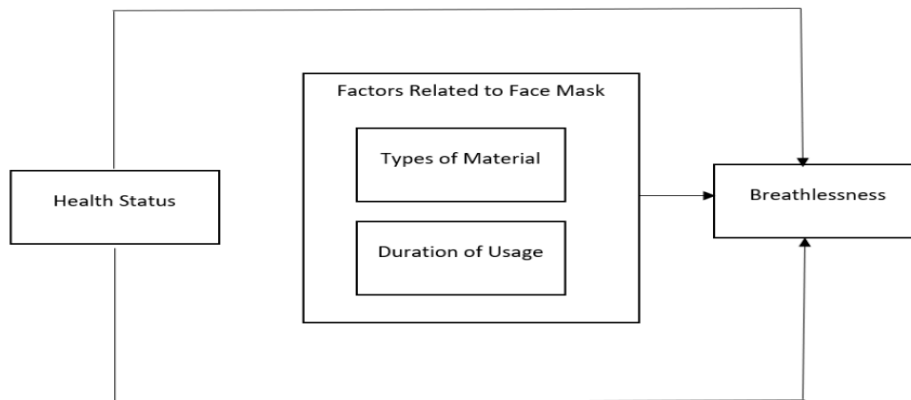 Factors Related to Face Mask
Types of Material
Health Status
Breathlessness
Duration of Usage